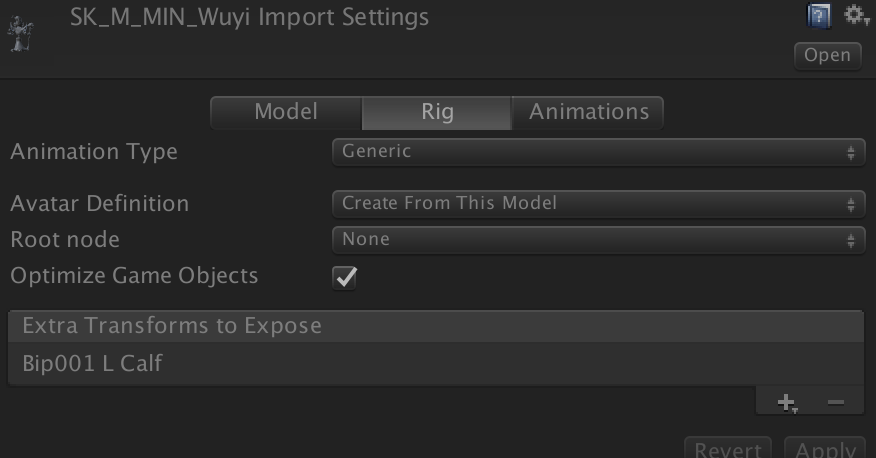 SK_M_MIN_Wuyi Import Settings
Open
Model Rig Animations
Animation Type Generic
Avatar Definition Create From This Model
Root node None
Optimize Game Objects
Extra Transforms to Expose
Bip001 L Calf
Revert Apply